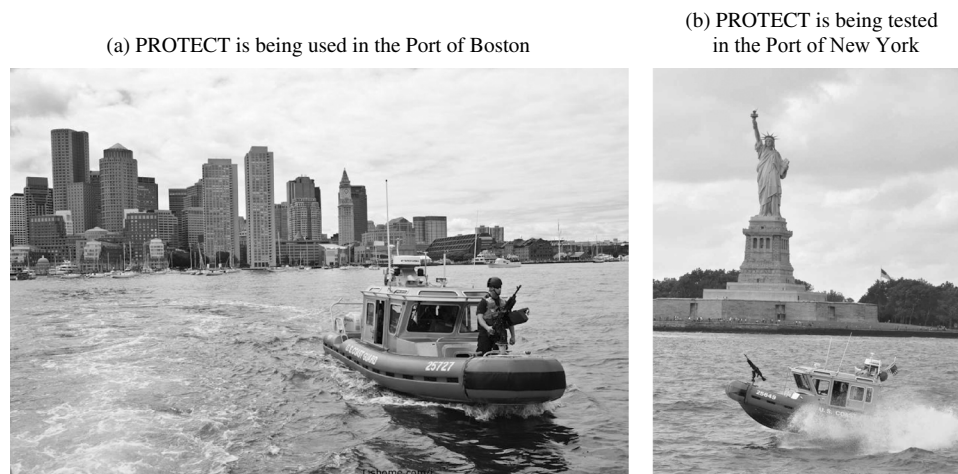 (a) PROTECT is being used in the Port of Boston
(b) PROTECT is being tested
in the Port of New York
25727
U.S. CO